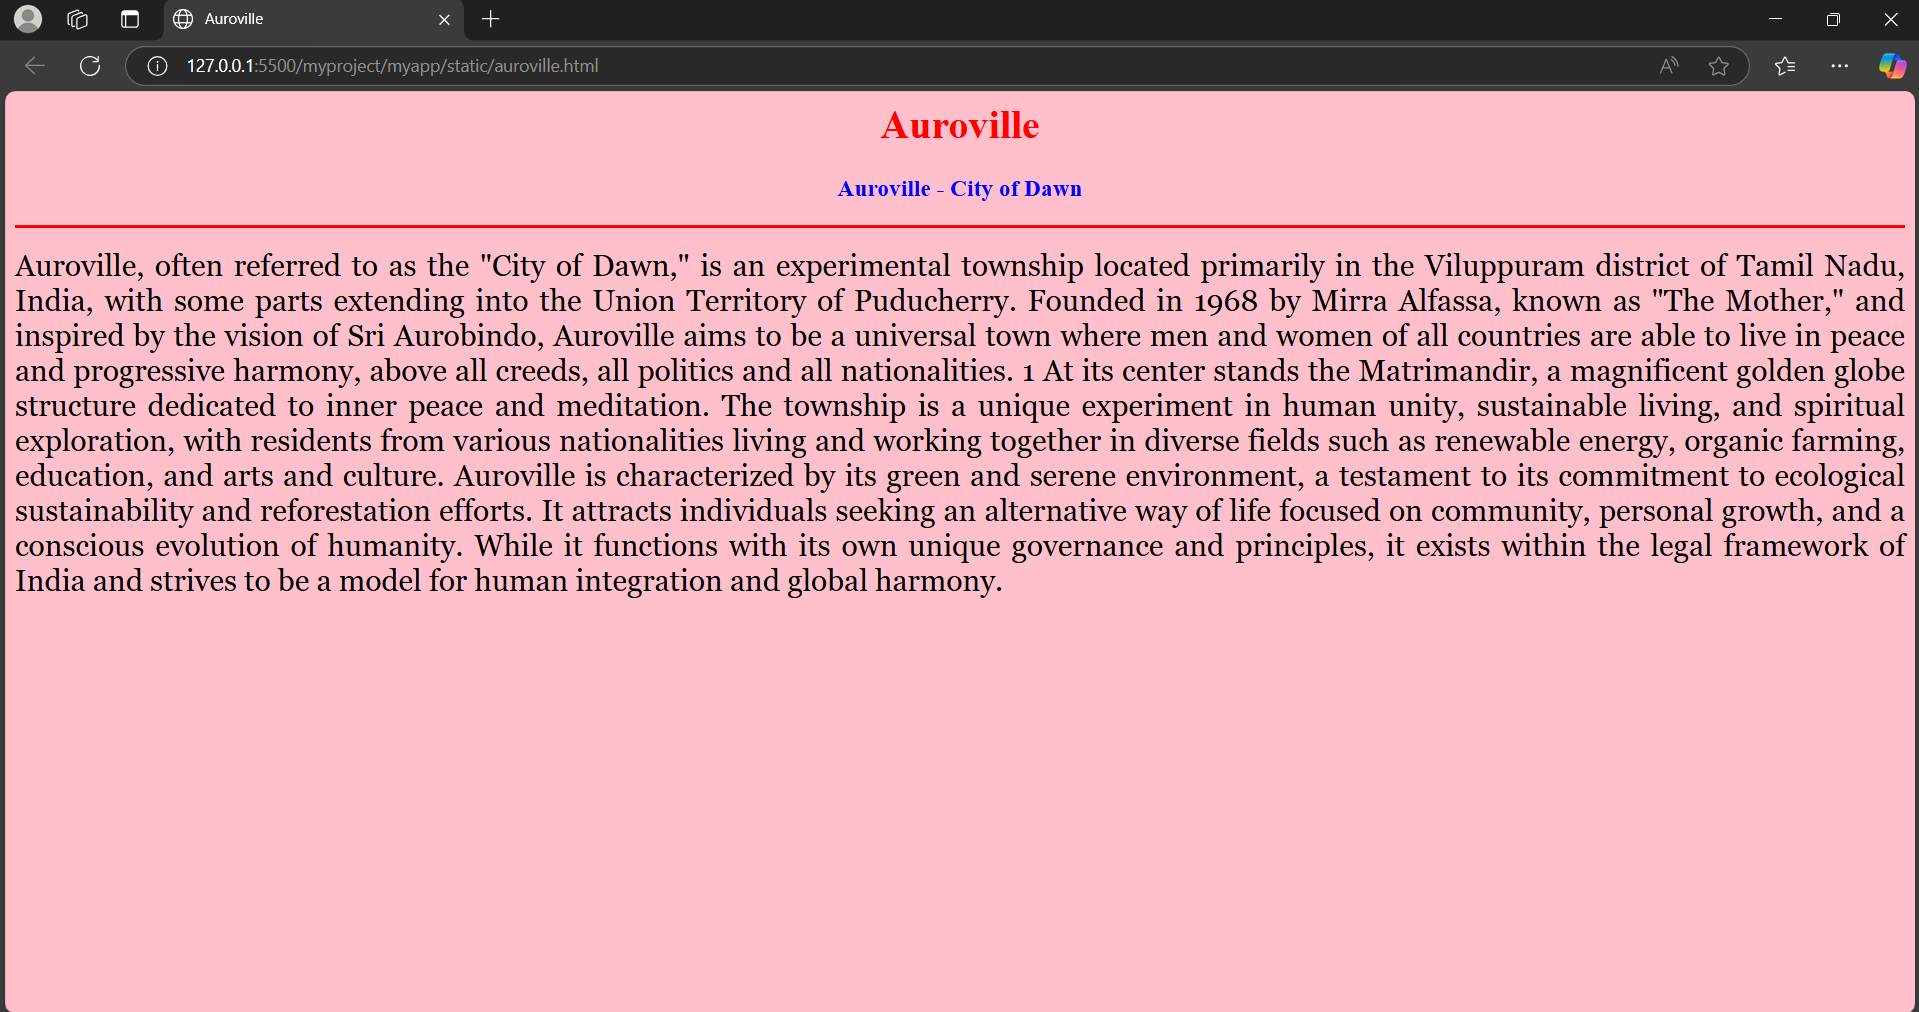 Auroville
127.0.0.1:5500/myproject/myapp/static/auroville.html
Auroville
Auroville - City of Dawn
Auroville, often referred to as the "City of Dawn," is an experimental township located primarily in the Viluppuram district of Tamil Nadu,
India, with some parts extending into the Union Territory of Puducherry. Founded in 1968 by Mirra Alfassa, known as "The Mother," and
inspired by the vision of Sri Aurobindo, Auroville aims to be a universal town where men and women of all countries are able to live in peace
and progressive harmony, above all creeds, all politics and all nationalities. 1 At its center stands the Matrimandir, a magnificent golden globe
structure dedicated to inner peace and meditation. The township is a unique experiment in human unity, sustainable living, and spiritual
exploration, with residents from various nationalities living and working together in diverse fields such as renewable energy, organic farming,
education, and arts and culture. Auroville is characterized by its green and serene environment, a testament to its commitment to ecological
sustainability and reforestation efforts. It attracts individuals seeking an alternative way of life focused on community, personal growth, and a
conscious evolution of humanity. While it functions with its own unique governance and principles, it exists within the legal framework of
India and strives to be a model for human integration and global harmony.